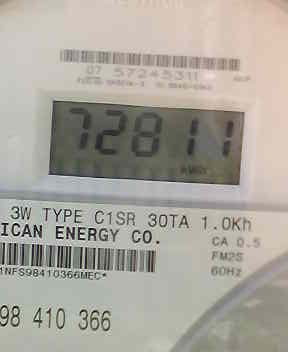 07 57245311
72811
3W TYPE C1SR 30TA 1.0Kh
ICAN ENERGY CO.
CA 0.5
FM2S
60Hz
1NFS98410366MEC*
98 410 366